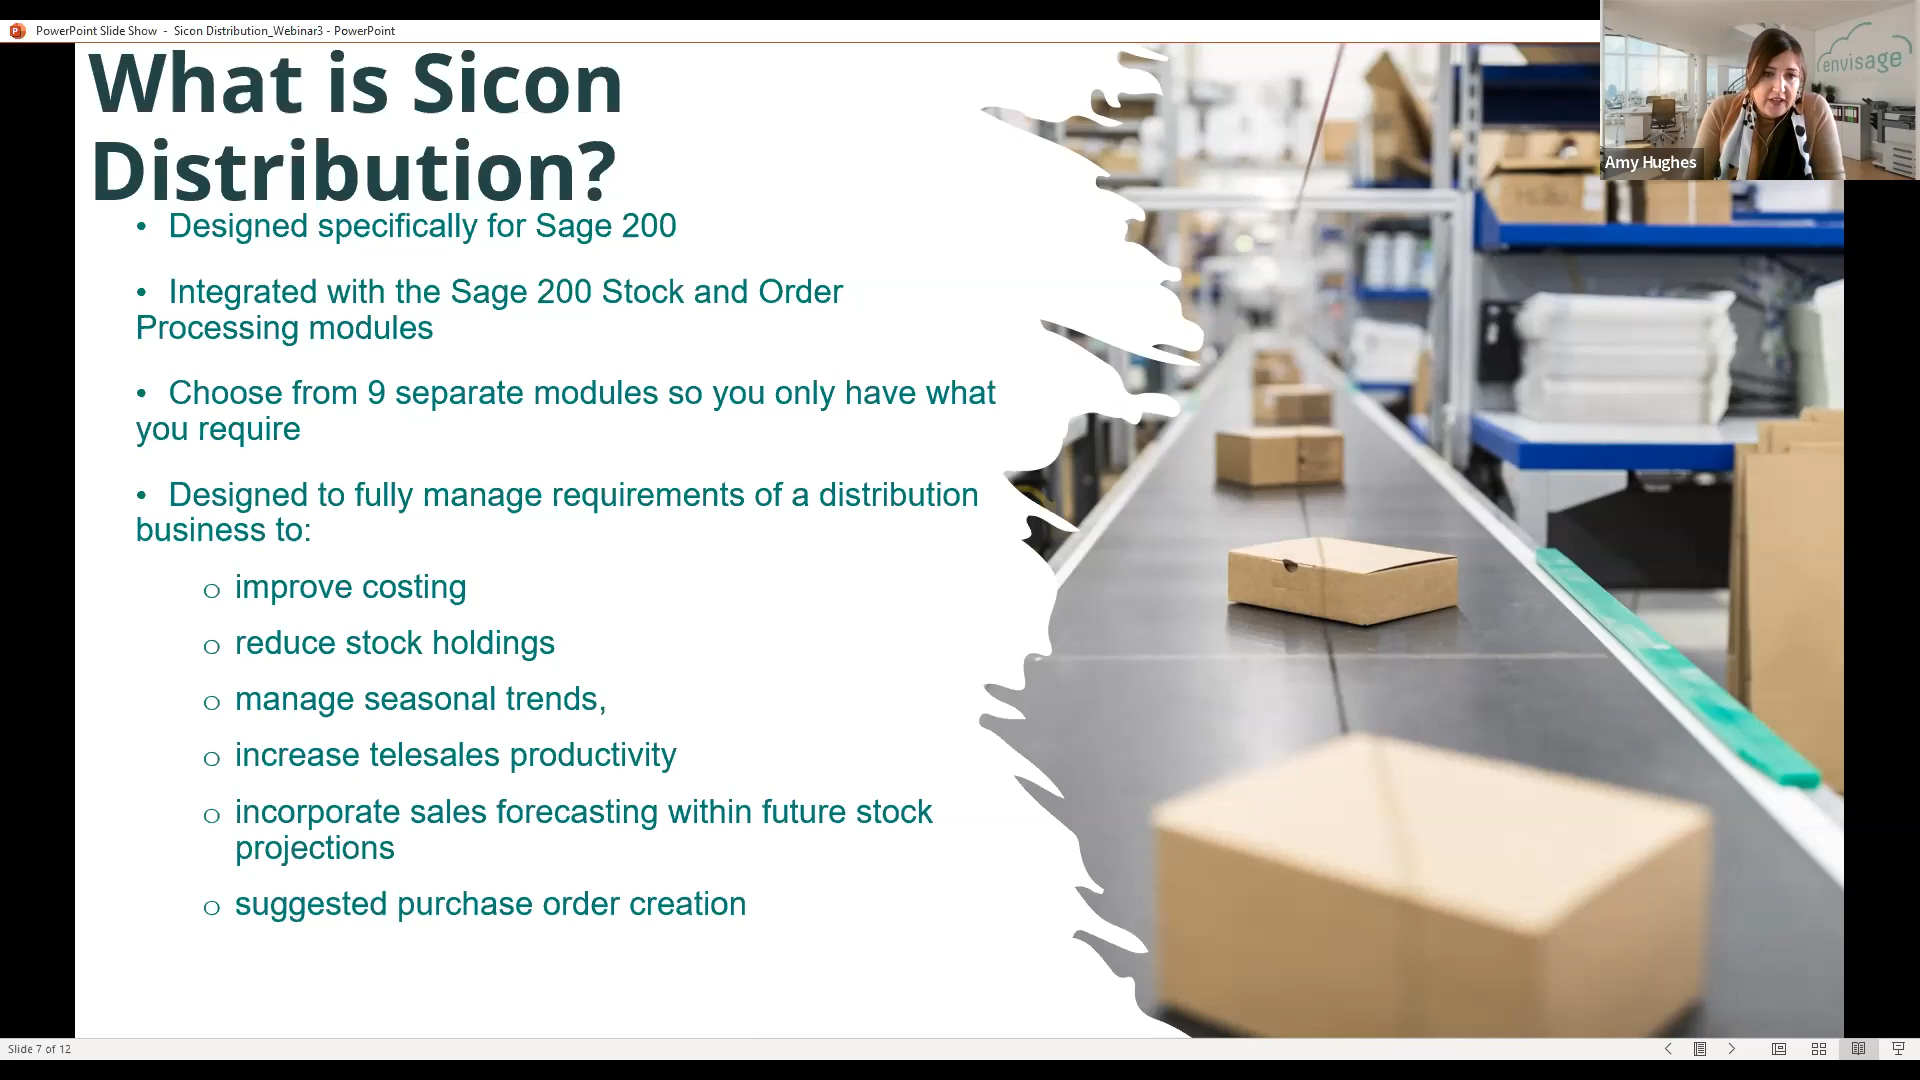 PowerPoint Slide Show - Sicon Distribution_Webinar3 - PowerPoint
What is Sicon
Distribution?
• Designed specifically for Sage 200
• Integrated with the Sage 200 Stock and Order
Processing modules
• Choose from 9 separate modules so you only have what
you require
• Designed to fully manage requirements of a distribution
business to:
o improve costing
o reduce stock holdings
o manage seasonal trends,
o increase telesales productivity
o incorporate sales forecasting within future stock
projections
o suggested purchase order creation
envisage
Amy Hughes
Slide 7 of 12